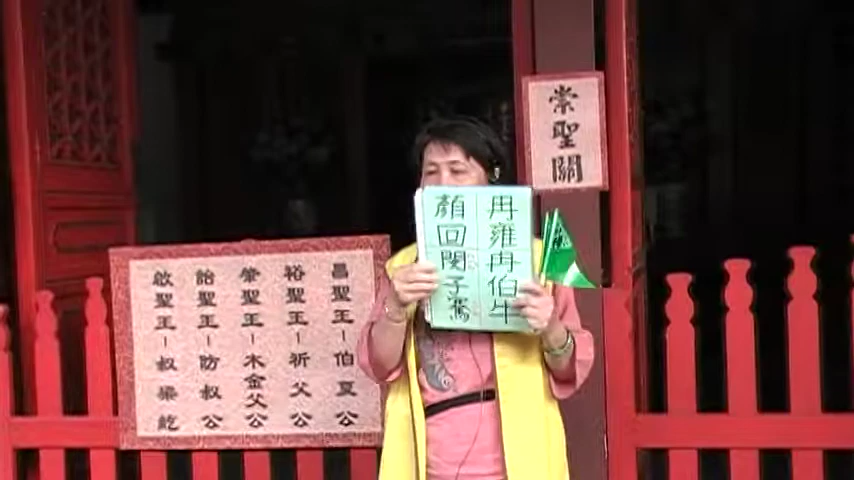 崇聖關
冉雍冉伯牛
顏回閔子騫
昌聖王－伯夏公
裕聖王－祈父公
肇聖王－木金父公
詒聖王－防叔公
啟聖王－叔梁紇